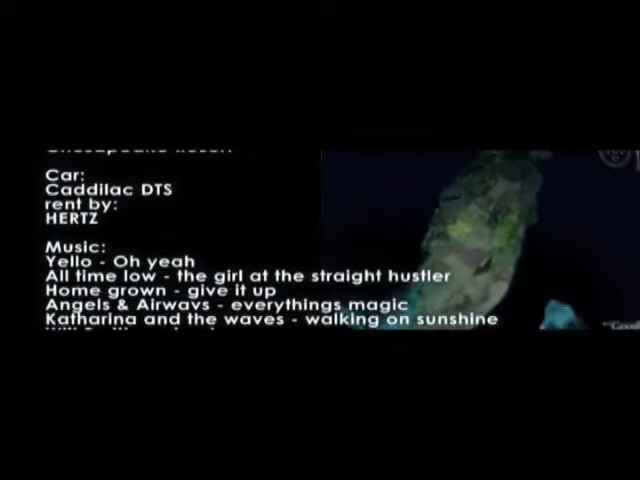 Car:
Caddilac DTS
rent by:
HERTZ
Music:
Yello - Oh yeah
All time low - the girl at the straight hustler
Home grown - give it up
Angels & Airwavs - everythings magic
Katharina and the waves - walking on sunshine